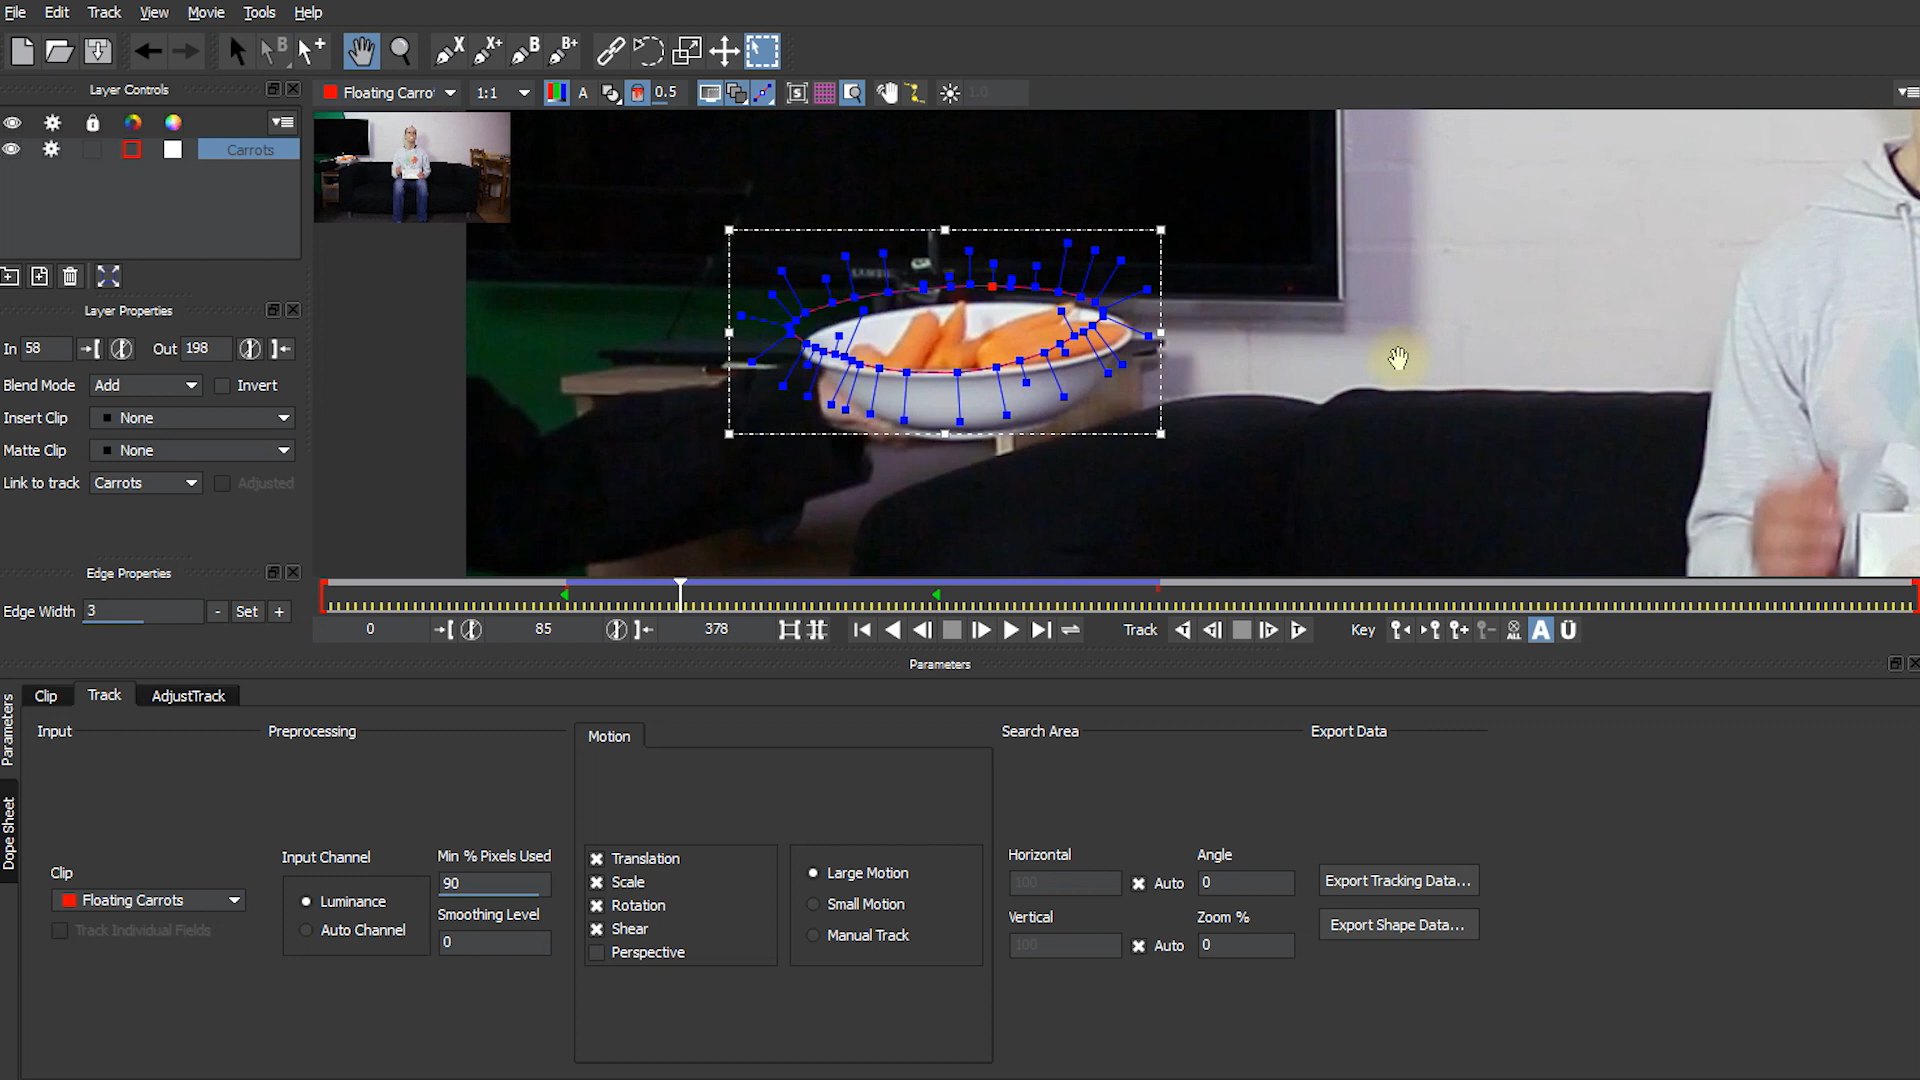 File Edit Track View Movie Tools Help
B X X+ B B+
Layer Controls
Floating Carro 1:1 A 0.5 1.0
Carrots
Layer Properties
In 58 Out 198
Blend Mode Add Invert
Insert Clip None
Matte Clip None
Link to track Carrots Adjusted
Edge Properties
Edge Width 3 - Set +
0 85 378 Track Key ALL A Ü
Parameters
Parameters
Dope Sheet
Clip Track AdjustTrack
Input Preprocessing Motion Search Area Export Data
Clip
Floating Carrots
Track Individual Fields
Input Channel
Luminance
Auto Channel
Min % Pixels Used
90
Smoothing Level
0
Translation
Scale
Rotation
Shear
Perspective
Large Motion
Small Motion
Manual Track
Horizontal Angle
100 Auto 0
Vertical Zoom %
100 Auto 0
Export Tracking Data...
Export Shape Data...